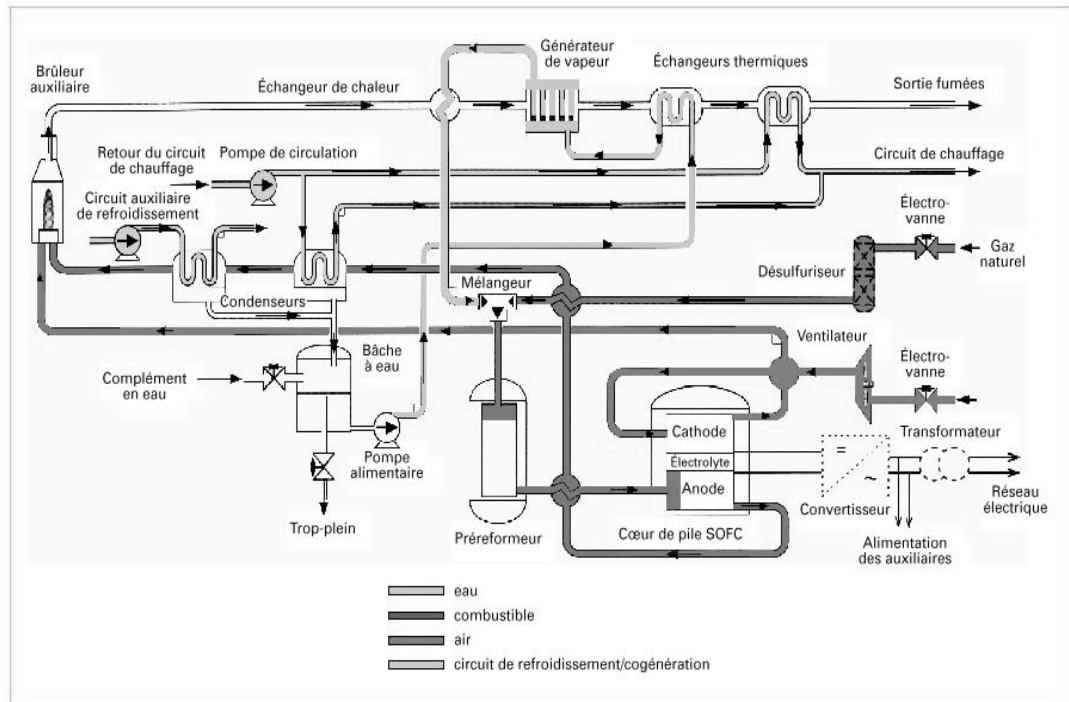 Générateur
de vapeur
Brûleur
auxiliaire
Échangeur de chaleur
Échangeurs thermiques
Sortie fumées
Retour du circuit
de chauffage
Pompe de circulation
Circuit de chauffage
Circuit auxiliaire
de refroidissement
Électro-
vanne
Gaz
naturel
Désulfuriseur
Condenseurs
Mélangeur
Ventilateur
Électro-
vanne
Bâche
à eau
Complément
en eau
Cathode
Électrolyte
Anode
Transformateur
=
~
Pompe
alimentaire
Convertisseur
Réseau
électrique
Trop-plein
Préreformeur
Cœur de pile SOFC
Alimentation
des auxiliaires
eau
combustible
air
circuit de refroidissement/cogénération